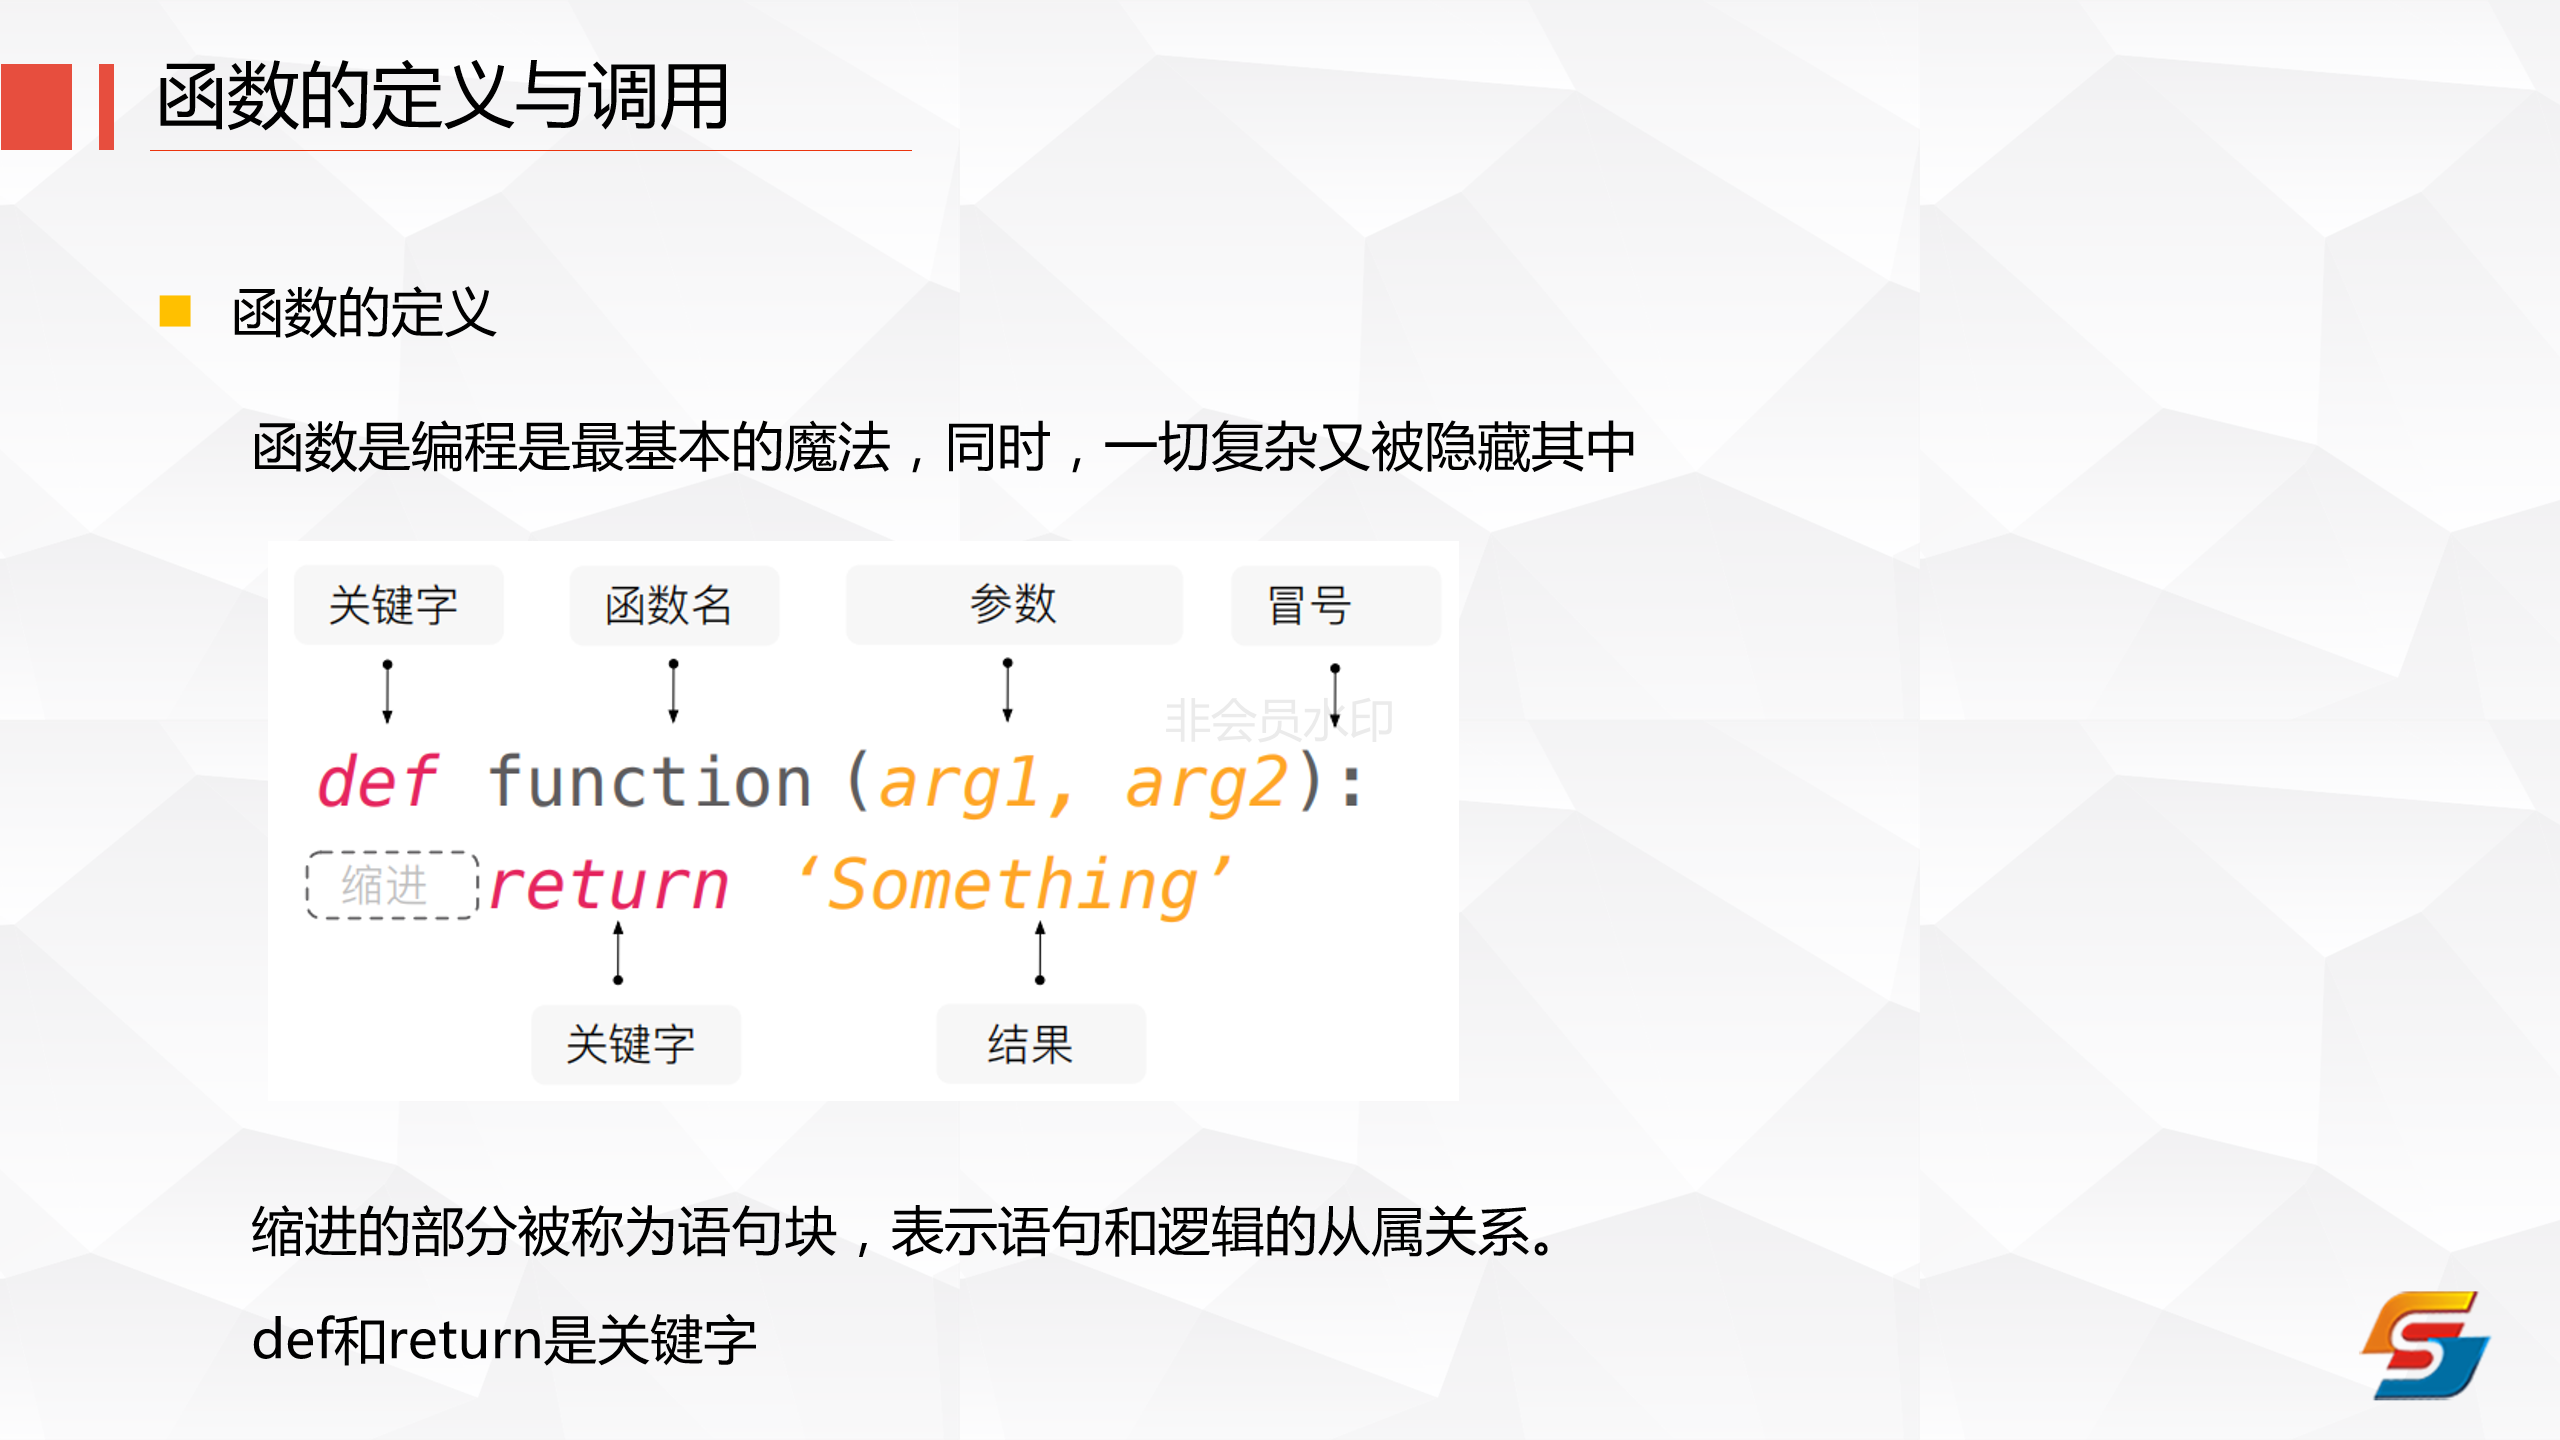 函数的定义与调用
函数的定义
函数是编程是最基本的魔法，同时，一切复杂又被隐藏其中
关键字 函数名 参数 冒号
非会员水印
def function (arg1, arg2):
缩进 return ‘Something’
关键字 结果
缩进的部分被称为语句块，表示语句和逻辑的从属关系。
def和return是关键字